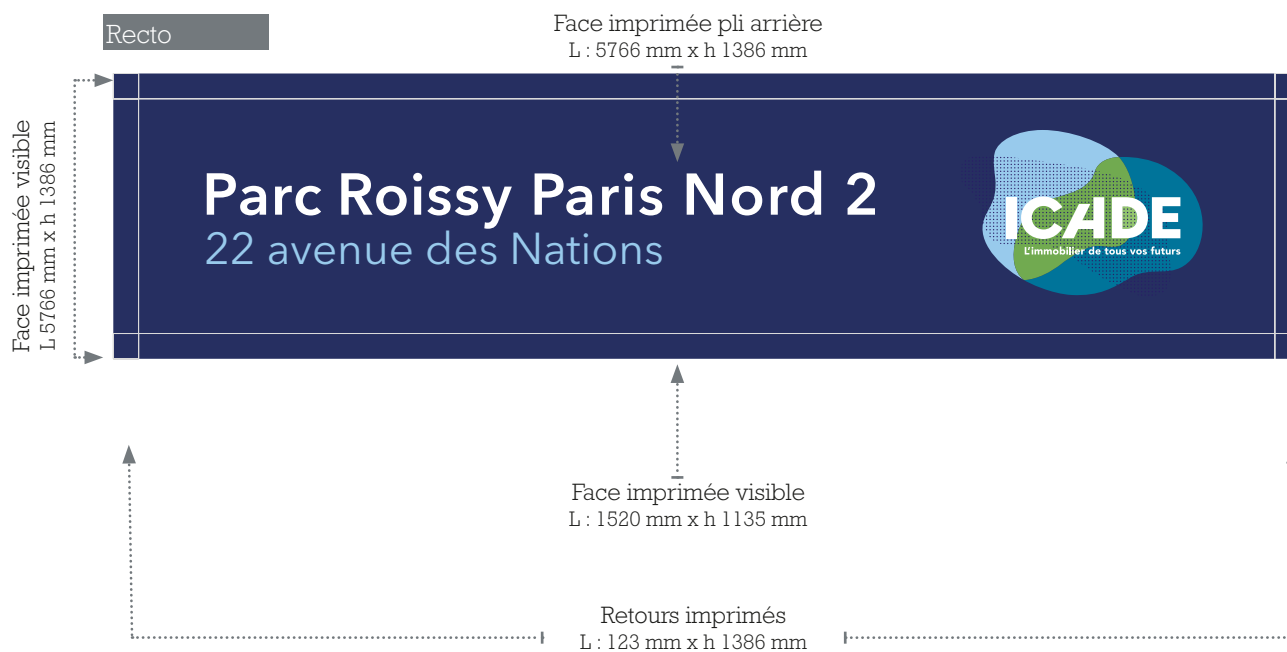 Recto
Face imprimée pli arrière
L : 5766 mm x h 1386 mm
Face imprimée visible
L 5766 mm x h 1386 mm
Parc Roissy Paris Nord 2
22 avenue des Nations
ICADE
L'immobilier de tous vos futurs
Face imprimée visible
L : 1520 mm x h 1135 mm
Retours imprimés
L : 123 mm x h 1386 mm